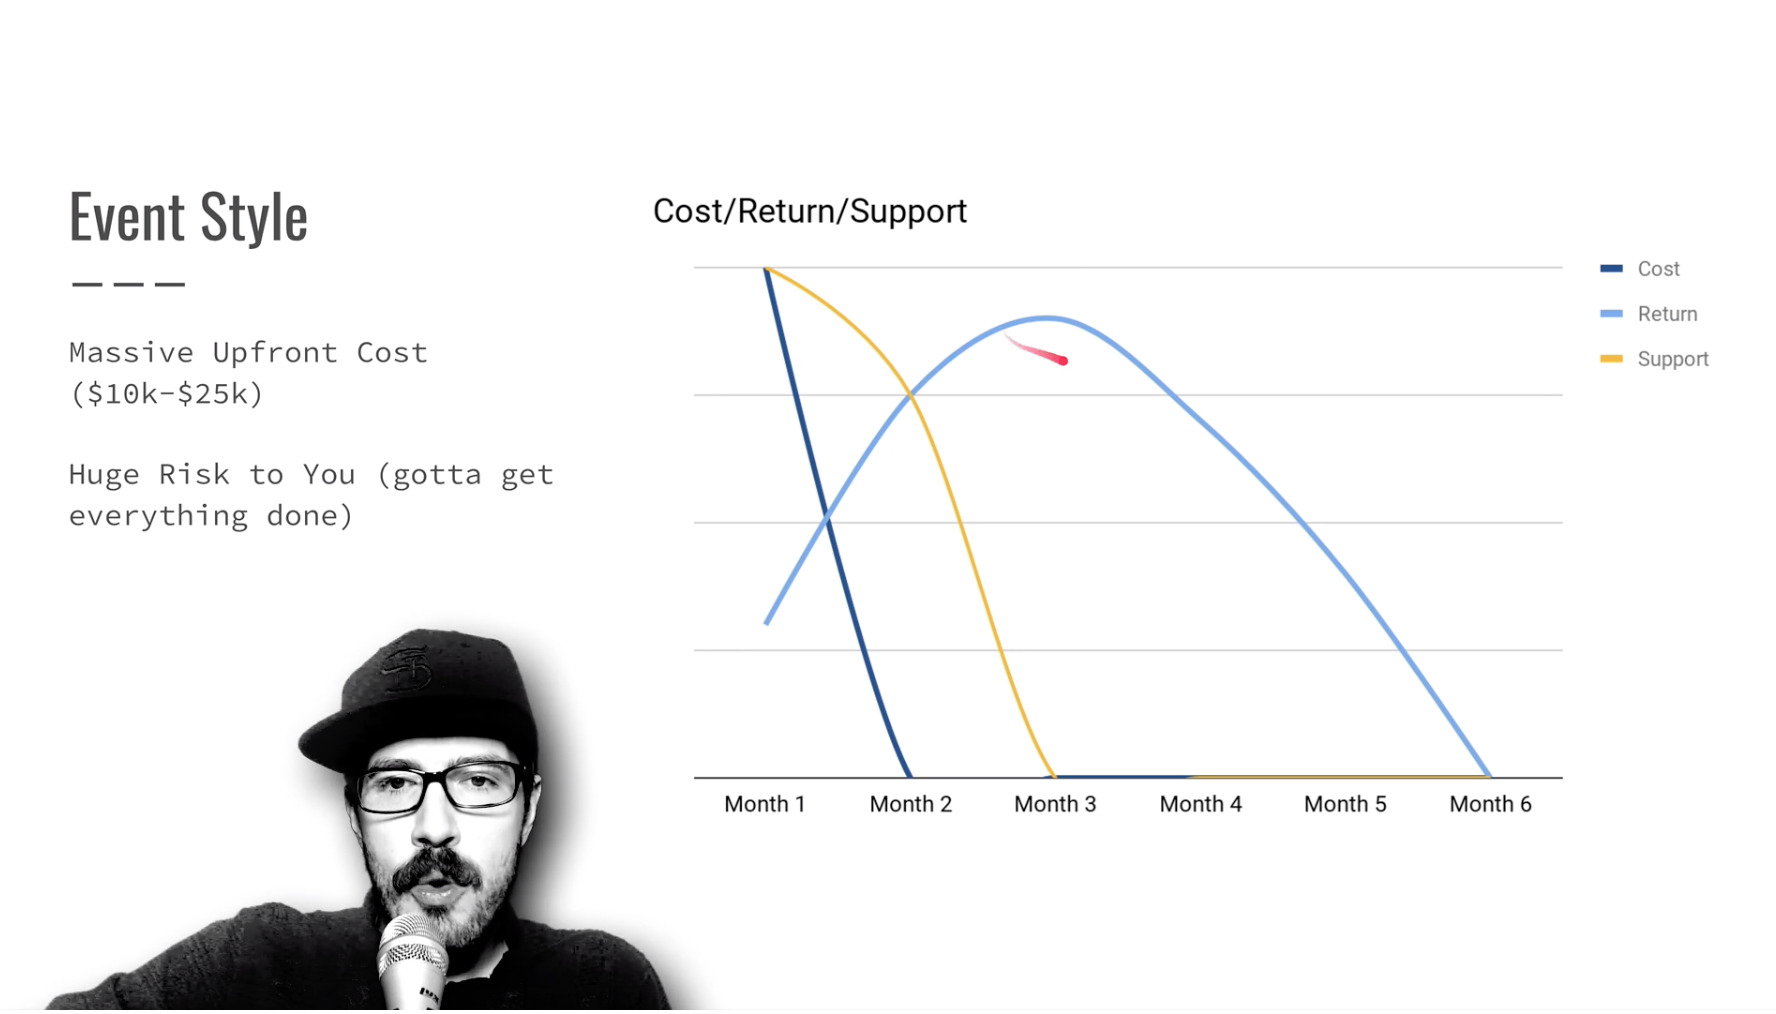 Event Style
Massive Upfront Cost
($10k-$25k)
Huge Risk to You (gotta get
everything done)
Cost/Return/Support
Cost
Return
Support
Month 1
Month 2
Month 3
Month 4
Month 5
Month 6